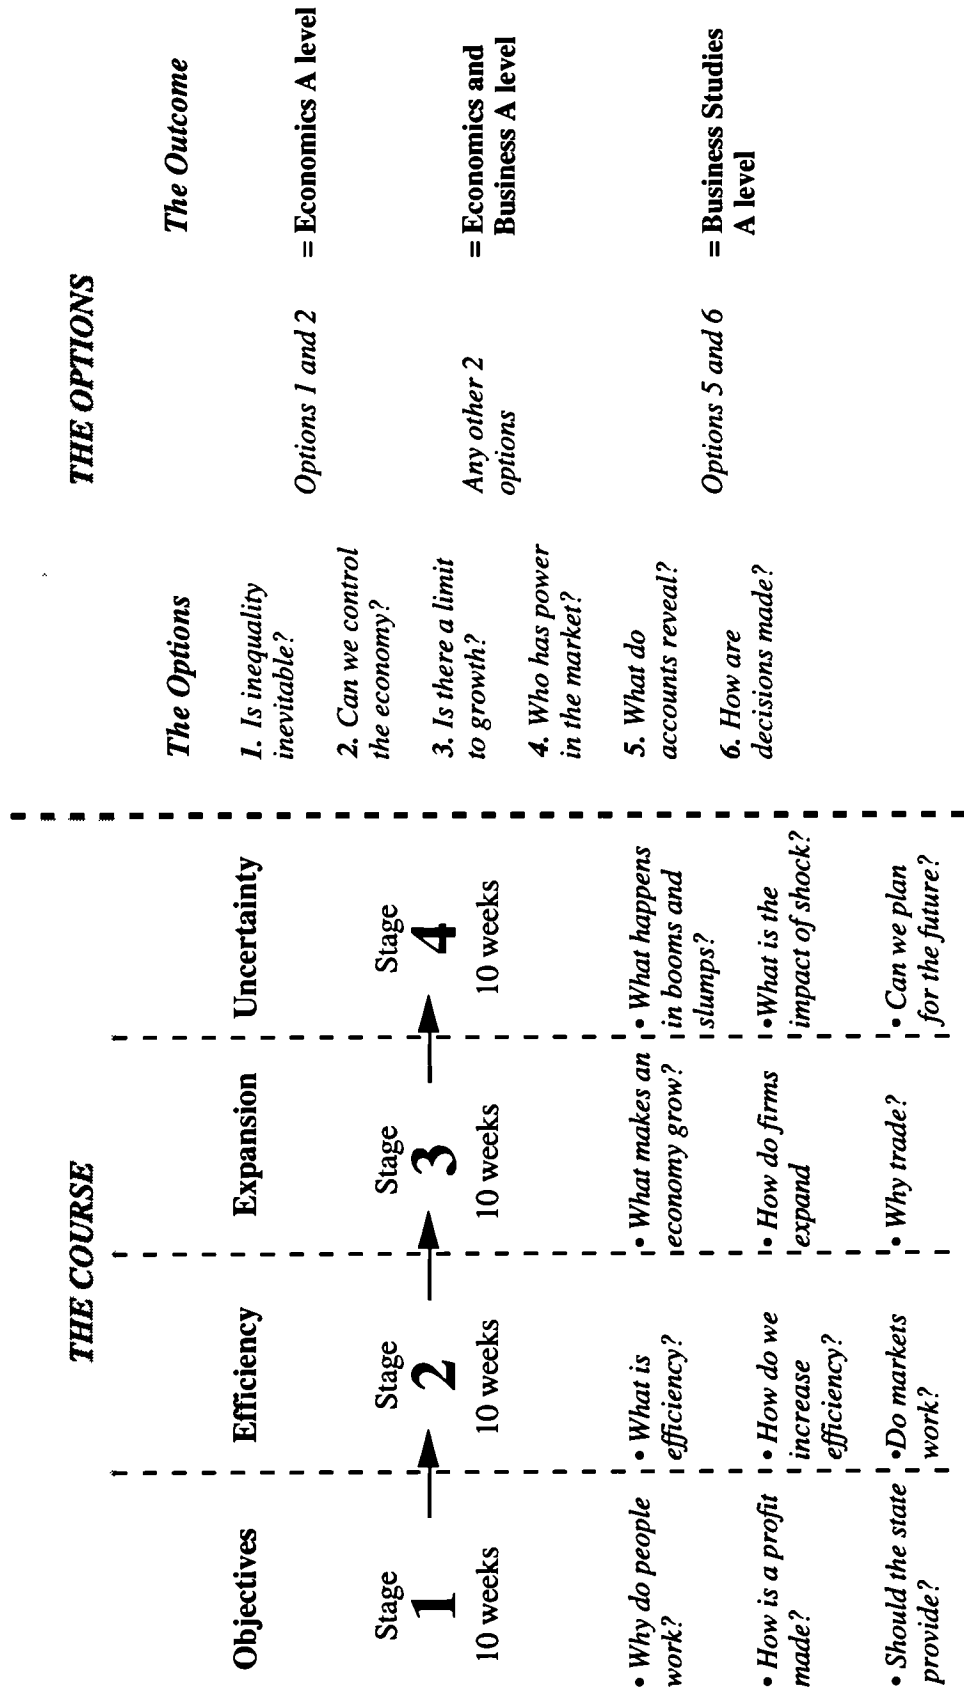 THE COURSE
Objectives
Stage
1
10 weeks
• Why do people
work?
• How is a profit
made?
• Should the state
provide?
Efficiency
Stage
2
10 weeks
• What is
efficiency?
• How do we
increase
efficiency?
•Do markets
work?
Expansion
Stage
3
10 weeks
• What makes an
economy grow?
• How do firms
expand
• Why trade?
Uncertainty
Stage
4
10 weeks
• What happens
in booms and
slumps?
•What is the
impact of shock?
• Can we plan
for the future?
THE OPTIONS
The Options
1. Is inequality
inevitable?
2. Can we control
the economy?
3. Is there a limit
to growth?
4. Who has power
in the market?
5. What do
accounts reveal?
6. How are
decisions made?
The Outcome
Options 1 and 2 = Economics A level
Any other 2 = Economics and
options Business A level
Options 5 and 6 = Business Studies
A level